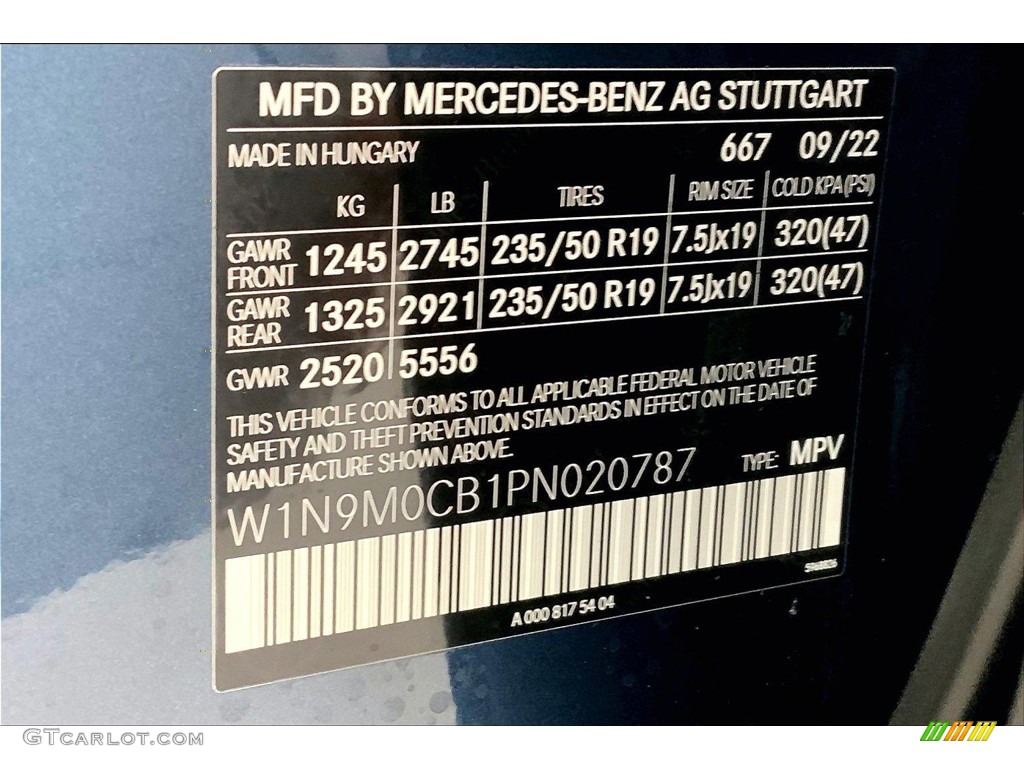 MFD BY MERCEDES-BENZ AG STUTTGART
MADE IN HUNGARY 667 09/22
KG LB TIRES RIM SIZE COLD KPA(PSI)
GAWR FRONT 1245 2745 235/50 R19 7.5Jx19 320(47)
GAWR REAR 1325 2921 235/50 R19 7.5Jx19 320(47)
GVWR 2520 5556
THIS VEHICLE CONFORMS TO ALL APPLICABLE FEDERAL MOTOR VEHICLE
SAFETY AND THEFT PREVENTION STANDARDS IN EFFECT ON THE DATE OF
MANUFACTURE SHOWN ABOVE.
W1N9M0CB1PN020787 TYPE: MPV
A 000 817 54 04
GTCARLOT.COM